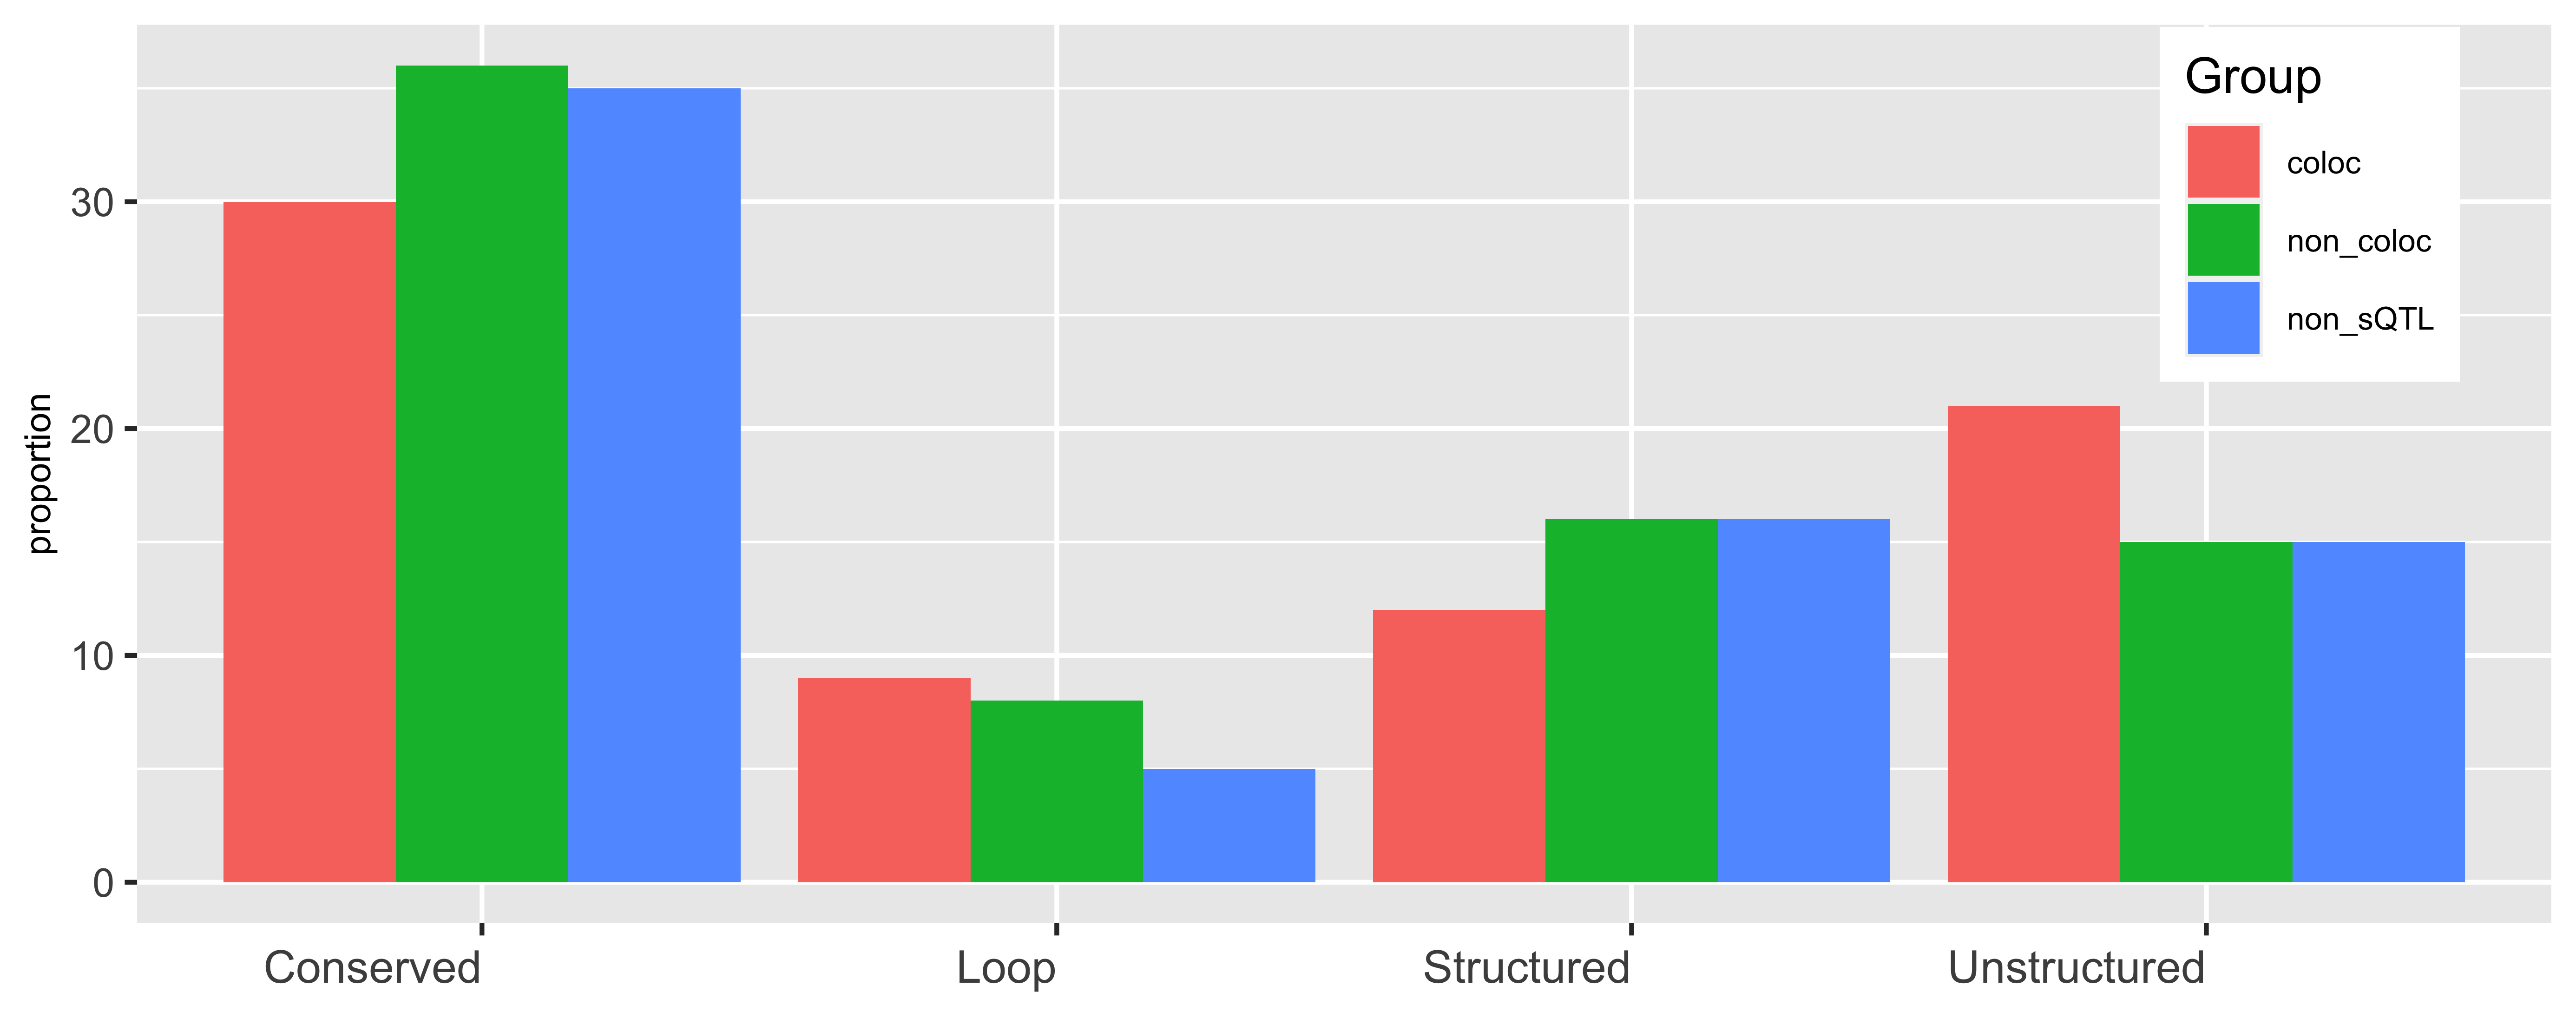 Group
coloc
non_coloc
non_sQTL
proportion
30
20
10
0
Conserved
Loop
Structured
Unstructured